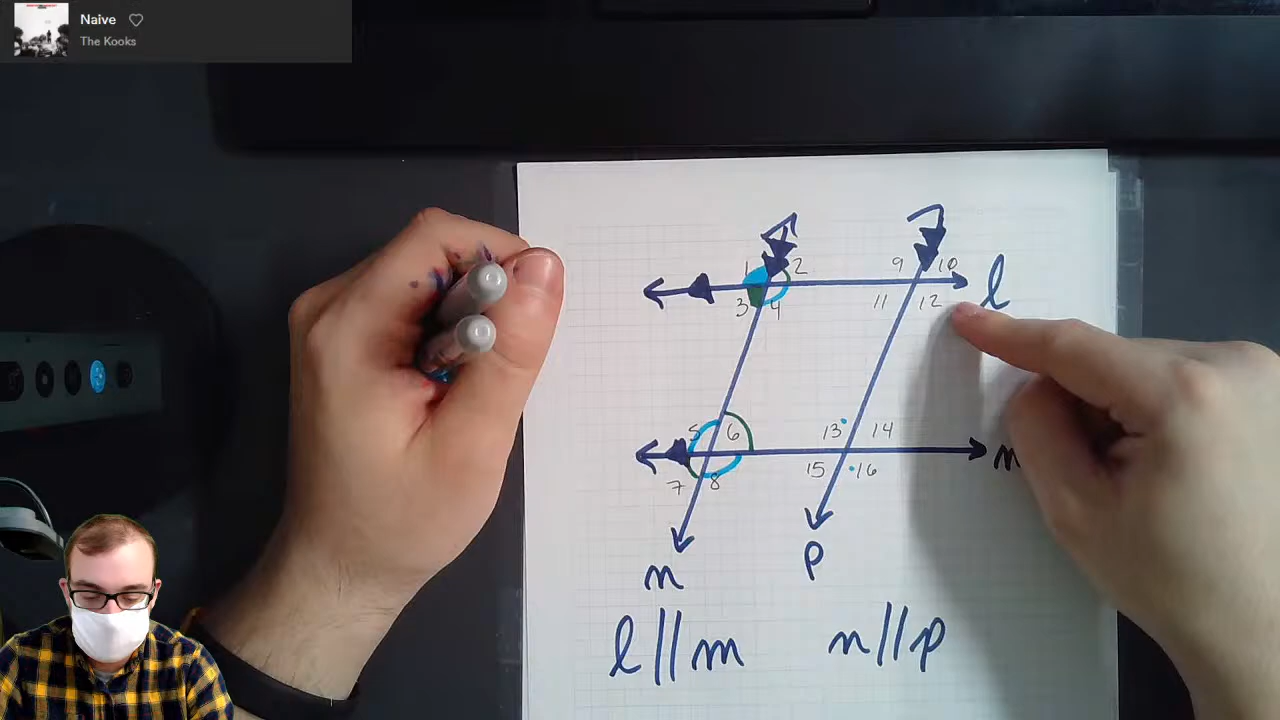 Naive
The Kooks
1 2 9 10
l
3 4 11 12
5 6 13 14
m
7 8 15 16
n p
l || m n || p